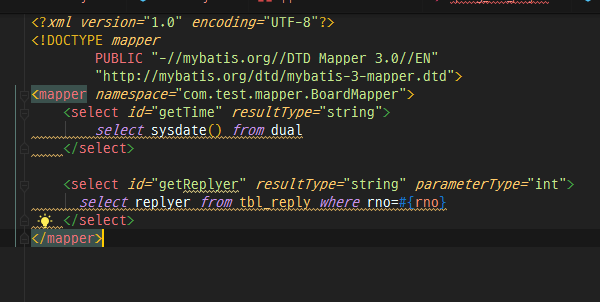 <?xml version="1.0" encoding="UTF-8"?>
<!DOCTYPE mapper
PUBLIC "-//mybatis.org//DTD Mapper 3.0//EN"
"http://mybatis.org/dtd/mybatis-3-mapper.dtd">
<mapper namespace="com.test.mapper.BoardMapper">
<select id="getTime" resultType="string">
select sysdate() from dual
</select>
<select id="getReplyer" resultType="string" parameterType="int">
select replyer from tbl_reply where rno=#{rno}
</select>
</mapper>